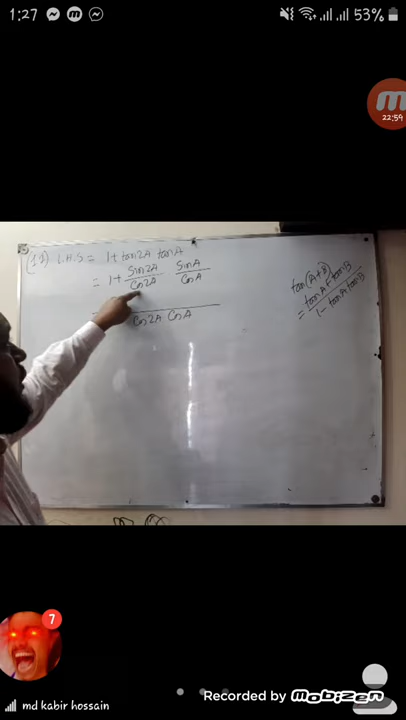 1:27
53%
22:59
(11) L.H.S = 1 + tan2A tanA
= 1 + Sin2A/Cos2A SinA/CosA
=
Cos2A CosA
tan(A+B)
= tanA + tanB / 1 - tanA tanB
7
md kabir hossain
Recorded by MOBIZEN